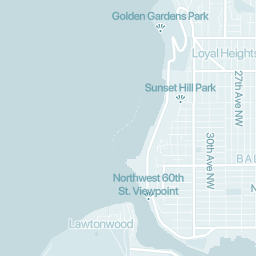 Golden Gardens Park
Loyal Heights
27th Ave NW
Sunset Hill Park
30th Ave NW
BAL
Northwest 60th
St. Viewpoint
N
Lawtonwood